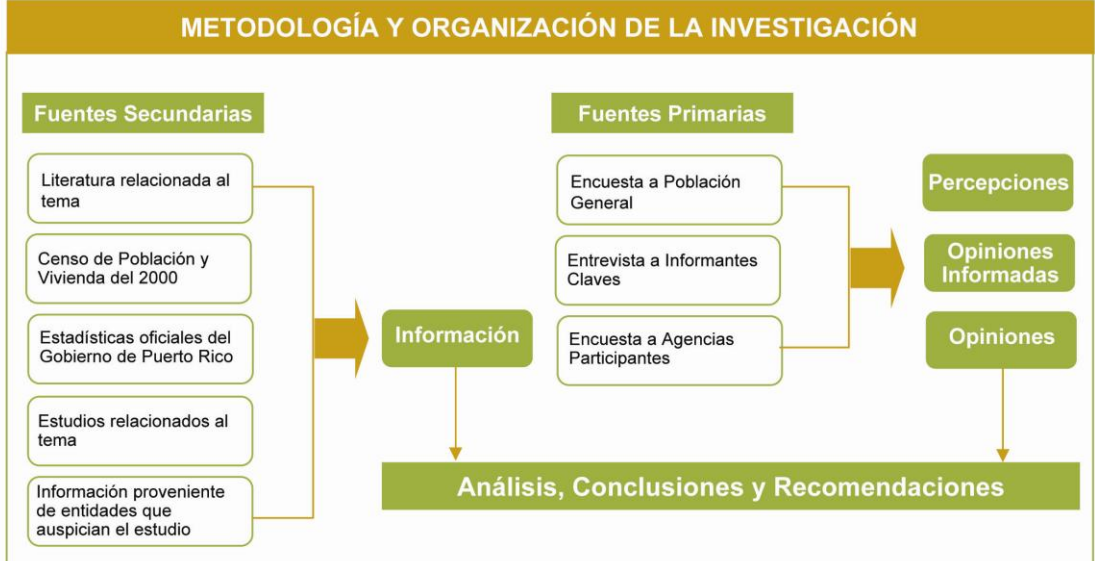 METODOLOGÍA Y ORGANIZACIÓN DE LA INVESTIGACIÓN
Fuentes Secundarias
Literatura relacionada al
tema
Censo de Población y
Vivienda del 2000
Estadísticas oficiales del
Gobierno de Puerto Rico
Estudios relacionados al
tema
Información proveniente
de entidades que
auspician el estudio
Información
Fuentes Primarias
Encuesta a Población
General
Entrevista a Informantes
Claves
Encuesta a Agencias
Participantes
Percepciones
Opiniones
Informadas
Opiniones
Análisis, Conclusiones y Recomendaciones